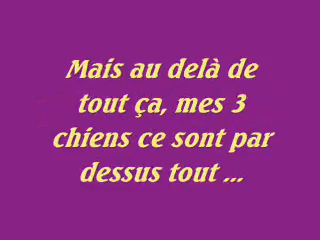 Mais au delà de
tout ça, mes 3
chiens ce sont par
dessus tout ...